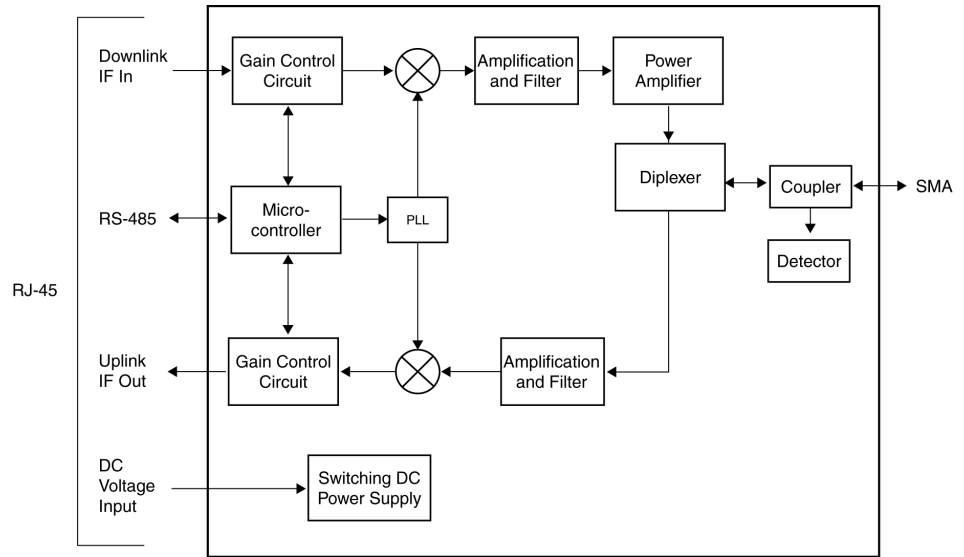 Downlink
IF In
Gain Control
Circuit
Amplification
and Filter
Power
Amplifier
Diplexer
Coupler
SMA
RS-485
Micro-
controller
PLL
Detector
RJ-45
Uplink
IF Out
Gain Control
Circuit
Amplification
and Filter
DC
Voltage
Input
Switching DC
Power Supply